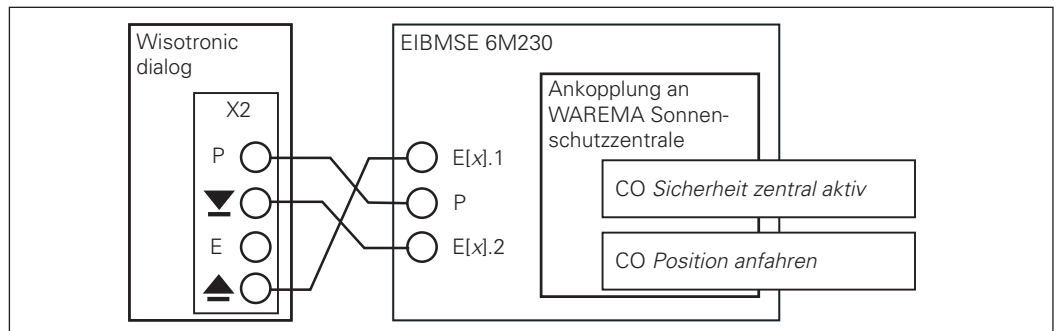 Wisotronic
dialog
X2
P
E
EIBMSE 6M230
E[x].1
P
E[x].2
Ankopplung an
WAREMA Sonnen-
schutzzentrale
CO Sicherheit zentral aktiv
CO Position anfahren